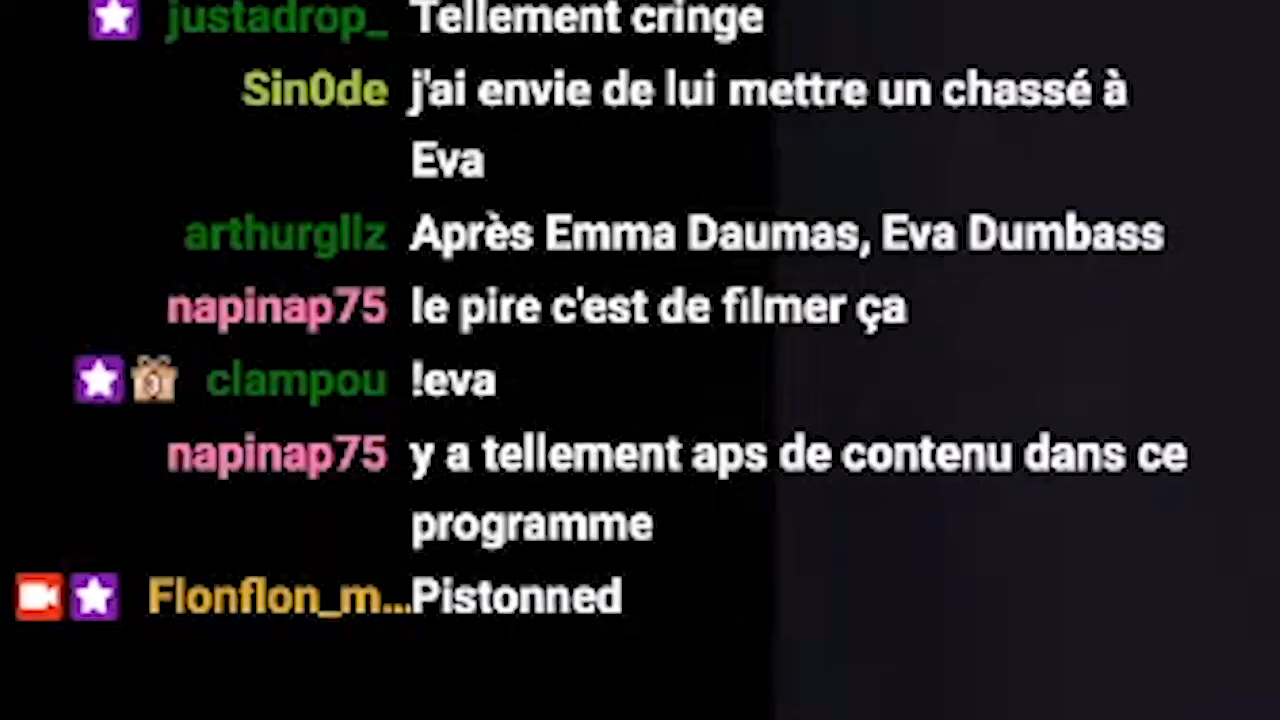 justadrop_ Tellement cringe
Sin0de j'ai envie de lui mettre un chassé à
Eva
arthurgllz Après Emma Daumas, Eva Dumbass
napinap75 le pire c'est de filmer ça
clampou !eva
napinap75 y a tellement aps de contenu dans ce
programme
Flonflon_m... Pistonned